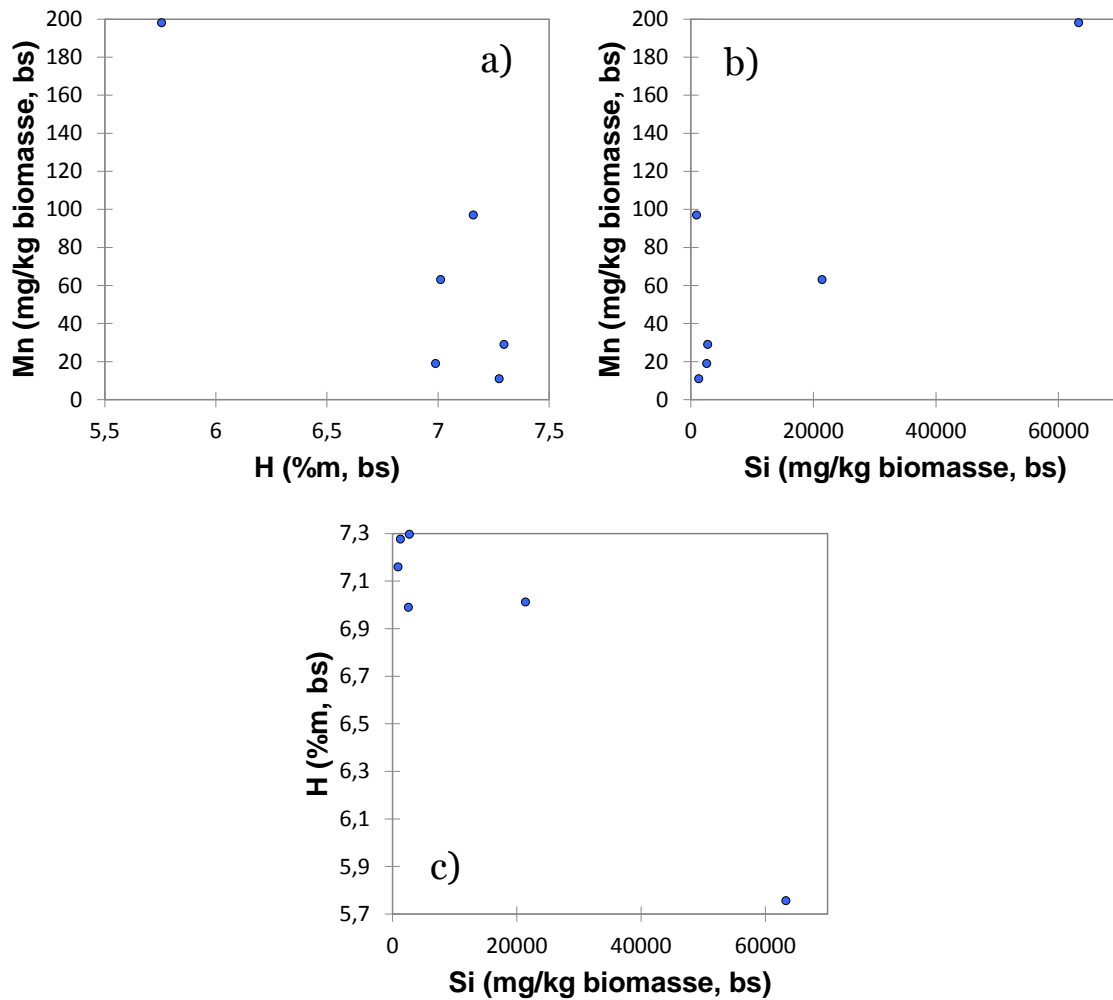 a)
Mn (mg/kg biomasse, bs)
200
180
160
140
120
100
80
60
40
20
0
5,5 6 6,5 7 7,5
H (%m, bs)
b)
Mn (mg/kg biomasse, bs)
200
180
160
140
120
100
80
60
40
20
0
0 20000 40000 60000
Si (mg/kg biomasse, bs)
H (%m, bs)
7,3
7,1
6,9
6,7
6,5
6,3
6,1
5,9
5,7
c)
0 20000 40000 60000
Si (mg/kg biomasse, bs)